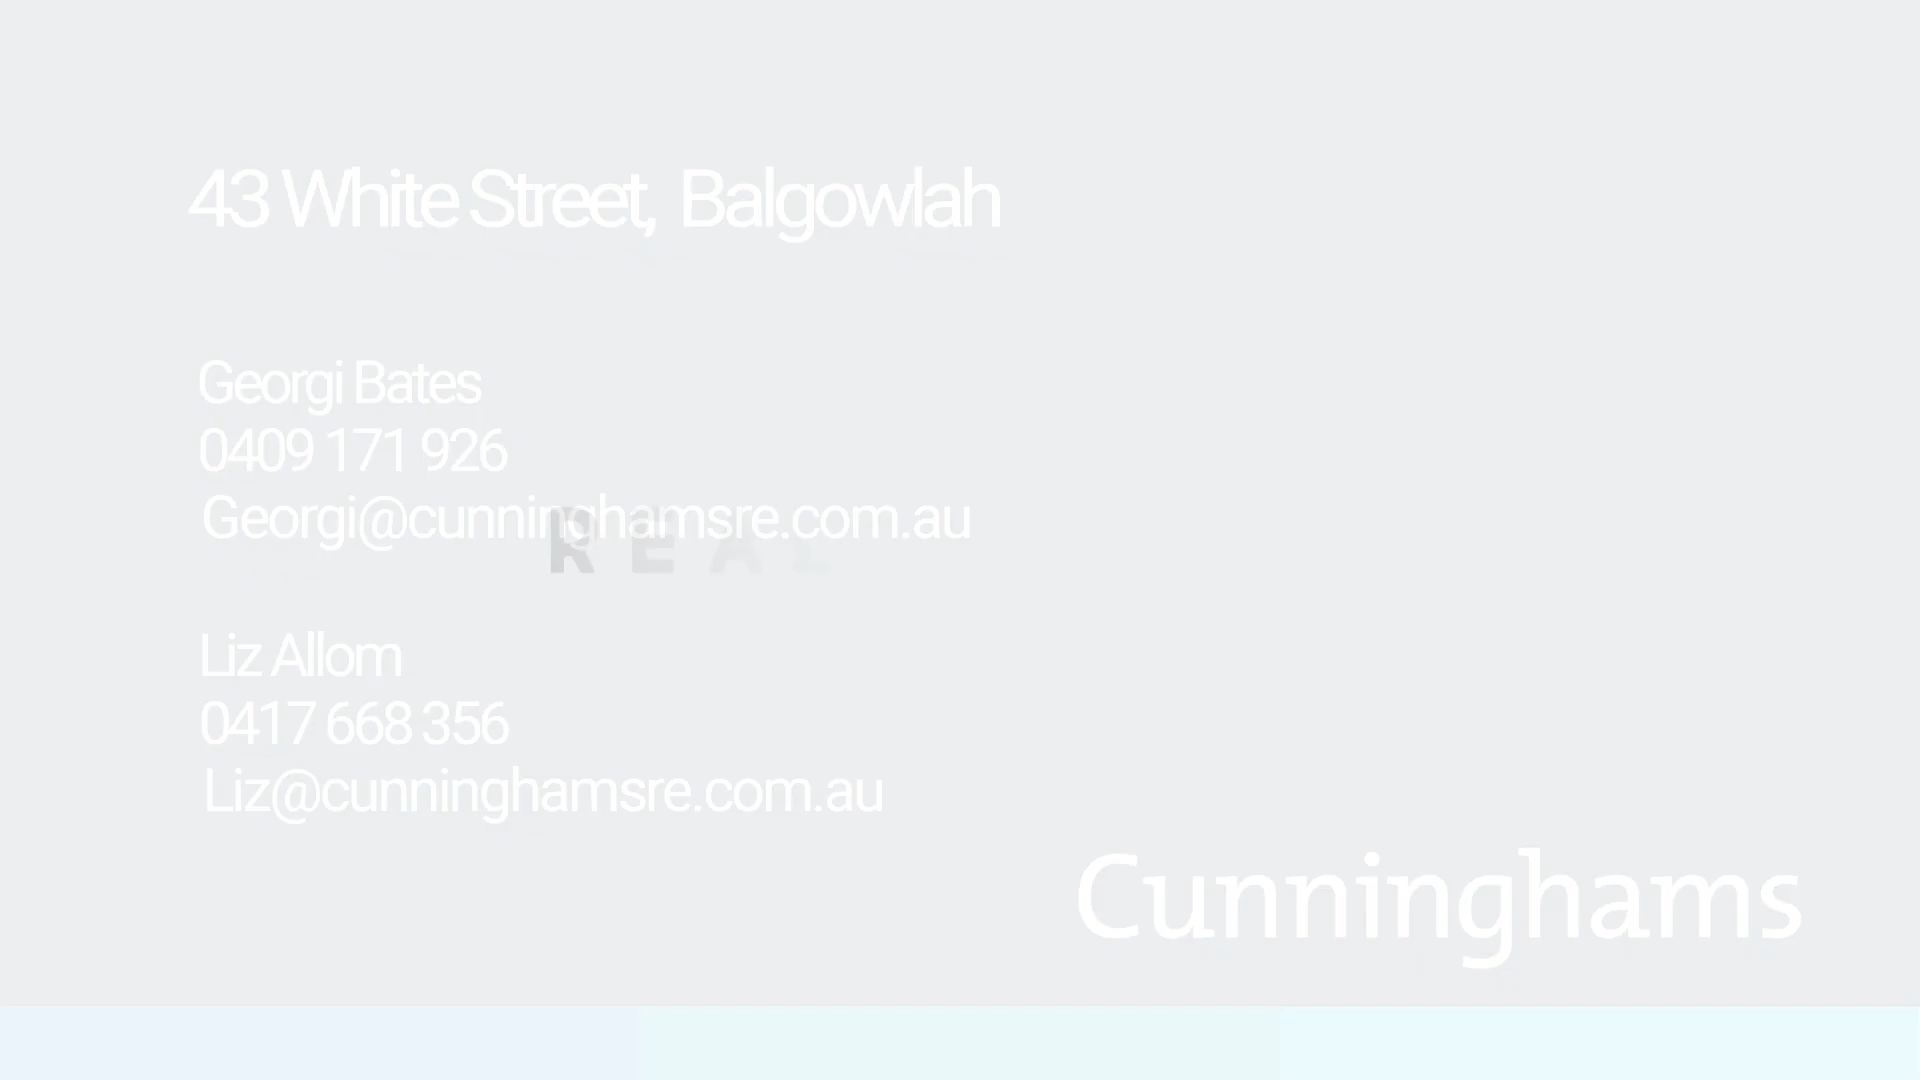 43 White Street, Balgowlah
Georgi Bates
0409 171 926
Georgi@cunninghamsre.com.au
REAL
Liz Allom
0417 668 356
Liz@cunninghamsre.com.au
Cunninghams